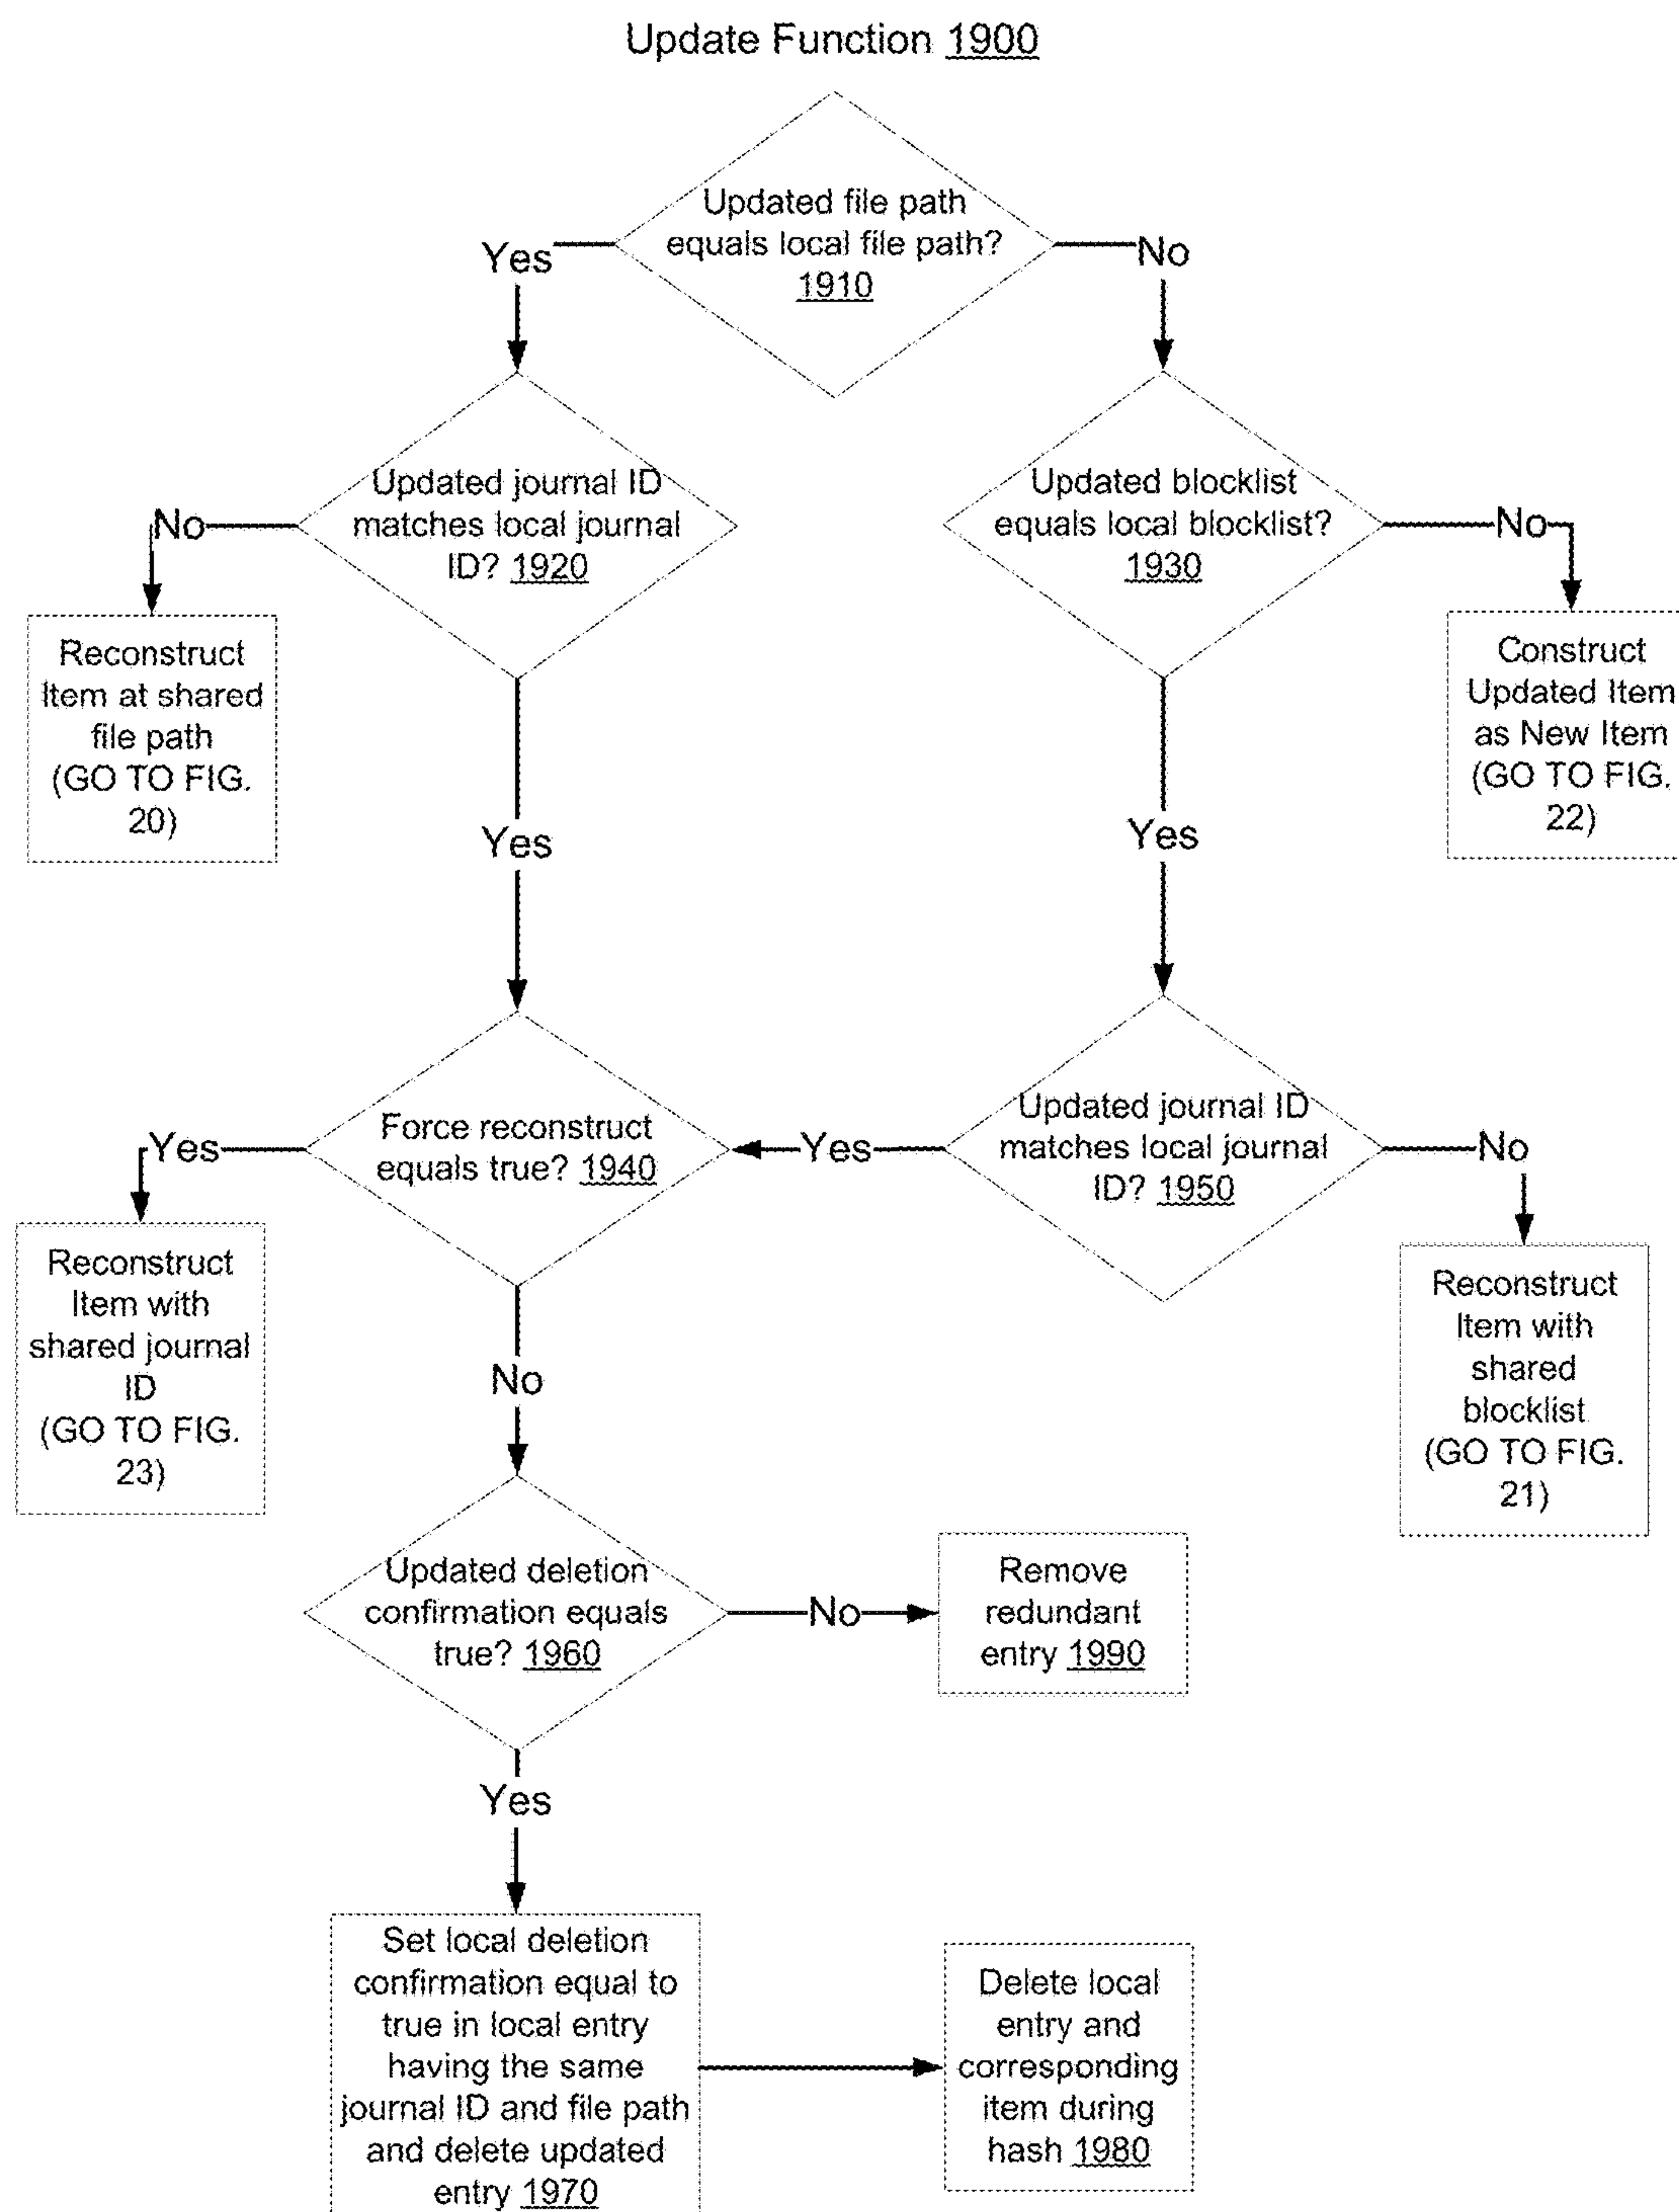 Update Function 1900
Updated file path
equals local file path?
1910
Yes
No
Updated journal ID
matches local journal
ID? 1920
Updated blocklist
equals local blocklist?
1930
No
No
Reconstruct
Item at shared
file path
(GO TO FIG.
20)
Construct
Updated Item
as New Item
(GO TO FIG.
22)
Yes
Yes
Force reconstruct
equals true? 1940
Updated journal ID
matches local journal
ID? 1950
Yes
Yes
No
Reconstruct
Item with
shared journal
ID
(GO TO FIG.
23)
Reconstruct
Item with
shared
blocklist
(GO TO FIG.
21)
No
Updated deletion
confirmation equals
true? 1960
No
Remove
redundant
entry 1990
Yes
Set local deletion
confirmation equal to
true in local entry
having the same
journal ID and file path
and delete updated
entry 1970
Delete local
entry and
corresponding
item during
hash 1980